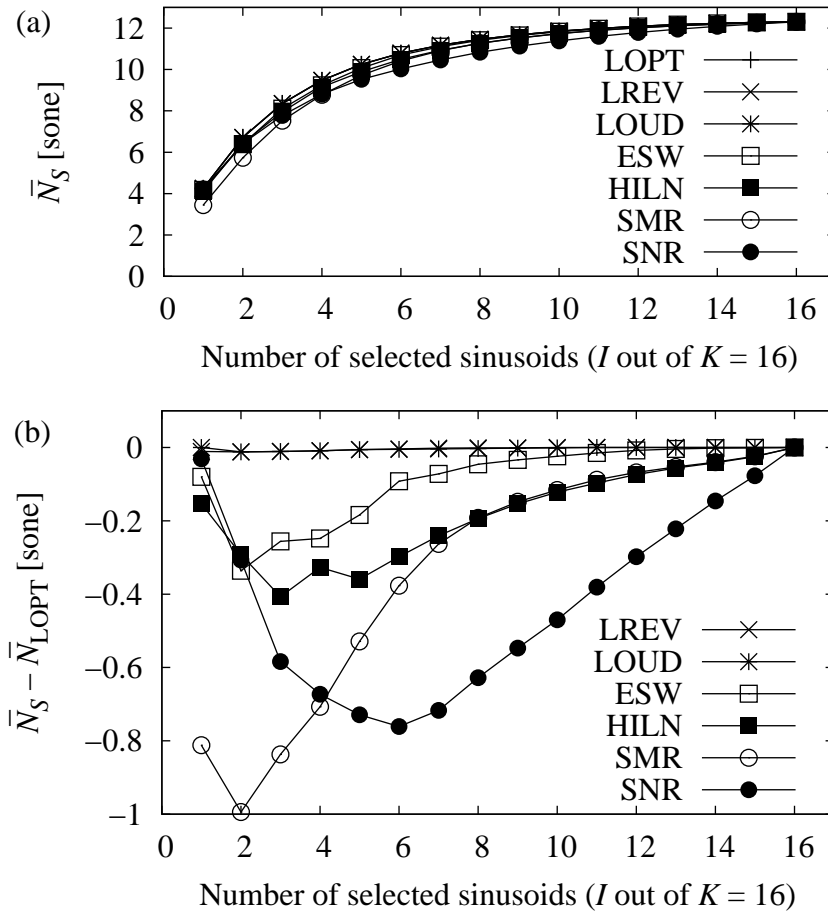 (a)
12
10
8
6
4
2
0
N̄_S [sone]
LOPT
LREV
LOUD
ESW
HILN
SMR
SNR
0 2 4 6 8 10 12 14 16
Number of selected sinusoids (I out of K = 16)
(b)
0
−0.2
−0.4
−0.6
−0.8
−1
N̄_S − N̄_LOPT [sone]
LREV
LOUD
ESW
HILN
SMR
SNR
0 2 4 6 8 10 12 14 16
Number of selected sinusoids (I out of K = 16)